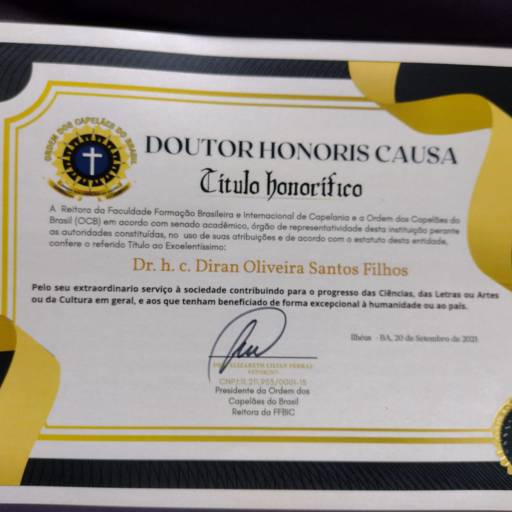 ORDEM DOS CAPELÃES DO BRASIL
DOUTOR HONORIS CAUSA
Título honorífico
A Reitora da Faculdade Formação Brasileira e Internacional de Capelania e a Ordem dos Capelães do
Brasil (OCB) em acordo com senado acadêmico, órgão de representatividade desta instituição perante
as autoridades constituídas, no uso de suas atribuições e de acordo com o estatuto desta entidade,
confere o referido Título ao Excelentíssimo:
Dr. h. c. Diran Oliveira Santos Filhos
Pelo seu extraordinario serviço à sociedade contribuindo para o progresso das Ciências, das Letras ou Artes
ou da Cultura em geral, e aos que tenham beneficiado de forma excepcional à humanidade ou ao país.
Ilhéus - BA, 20 de Setembro de 2021
ELIZABETH LILIAN FERRAZ
Presidente da Ordem dos
Capelães do Brasil
Reitora da FFBIC